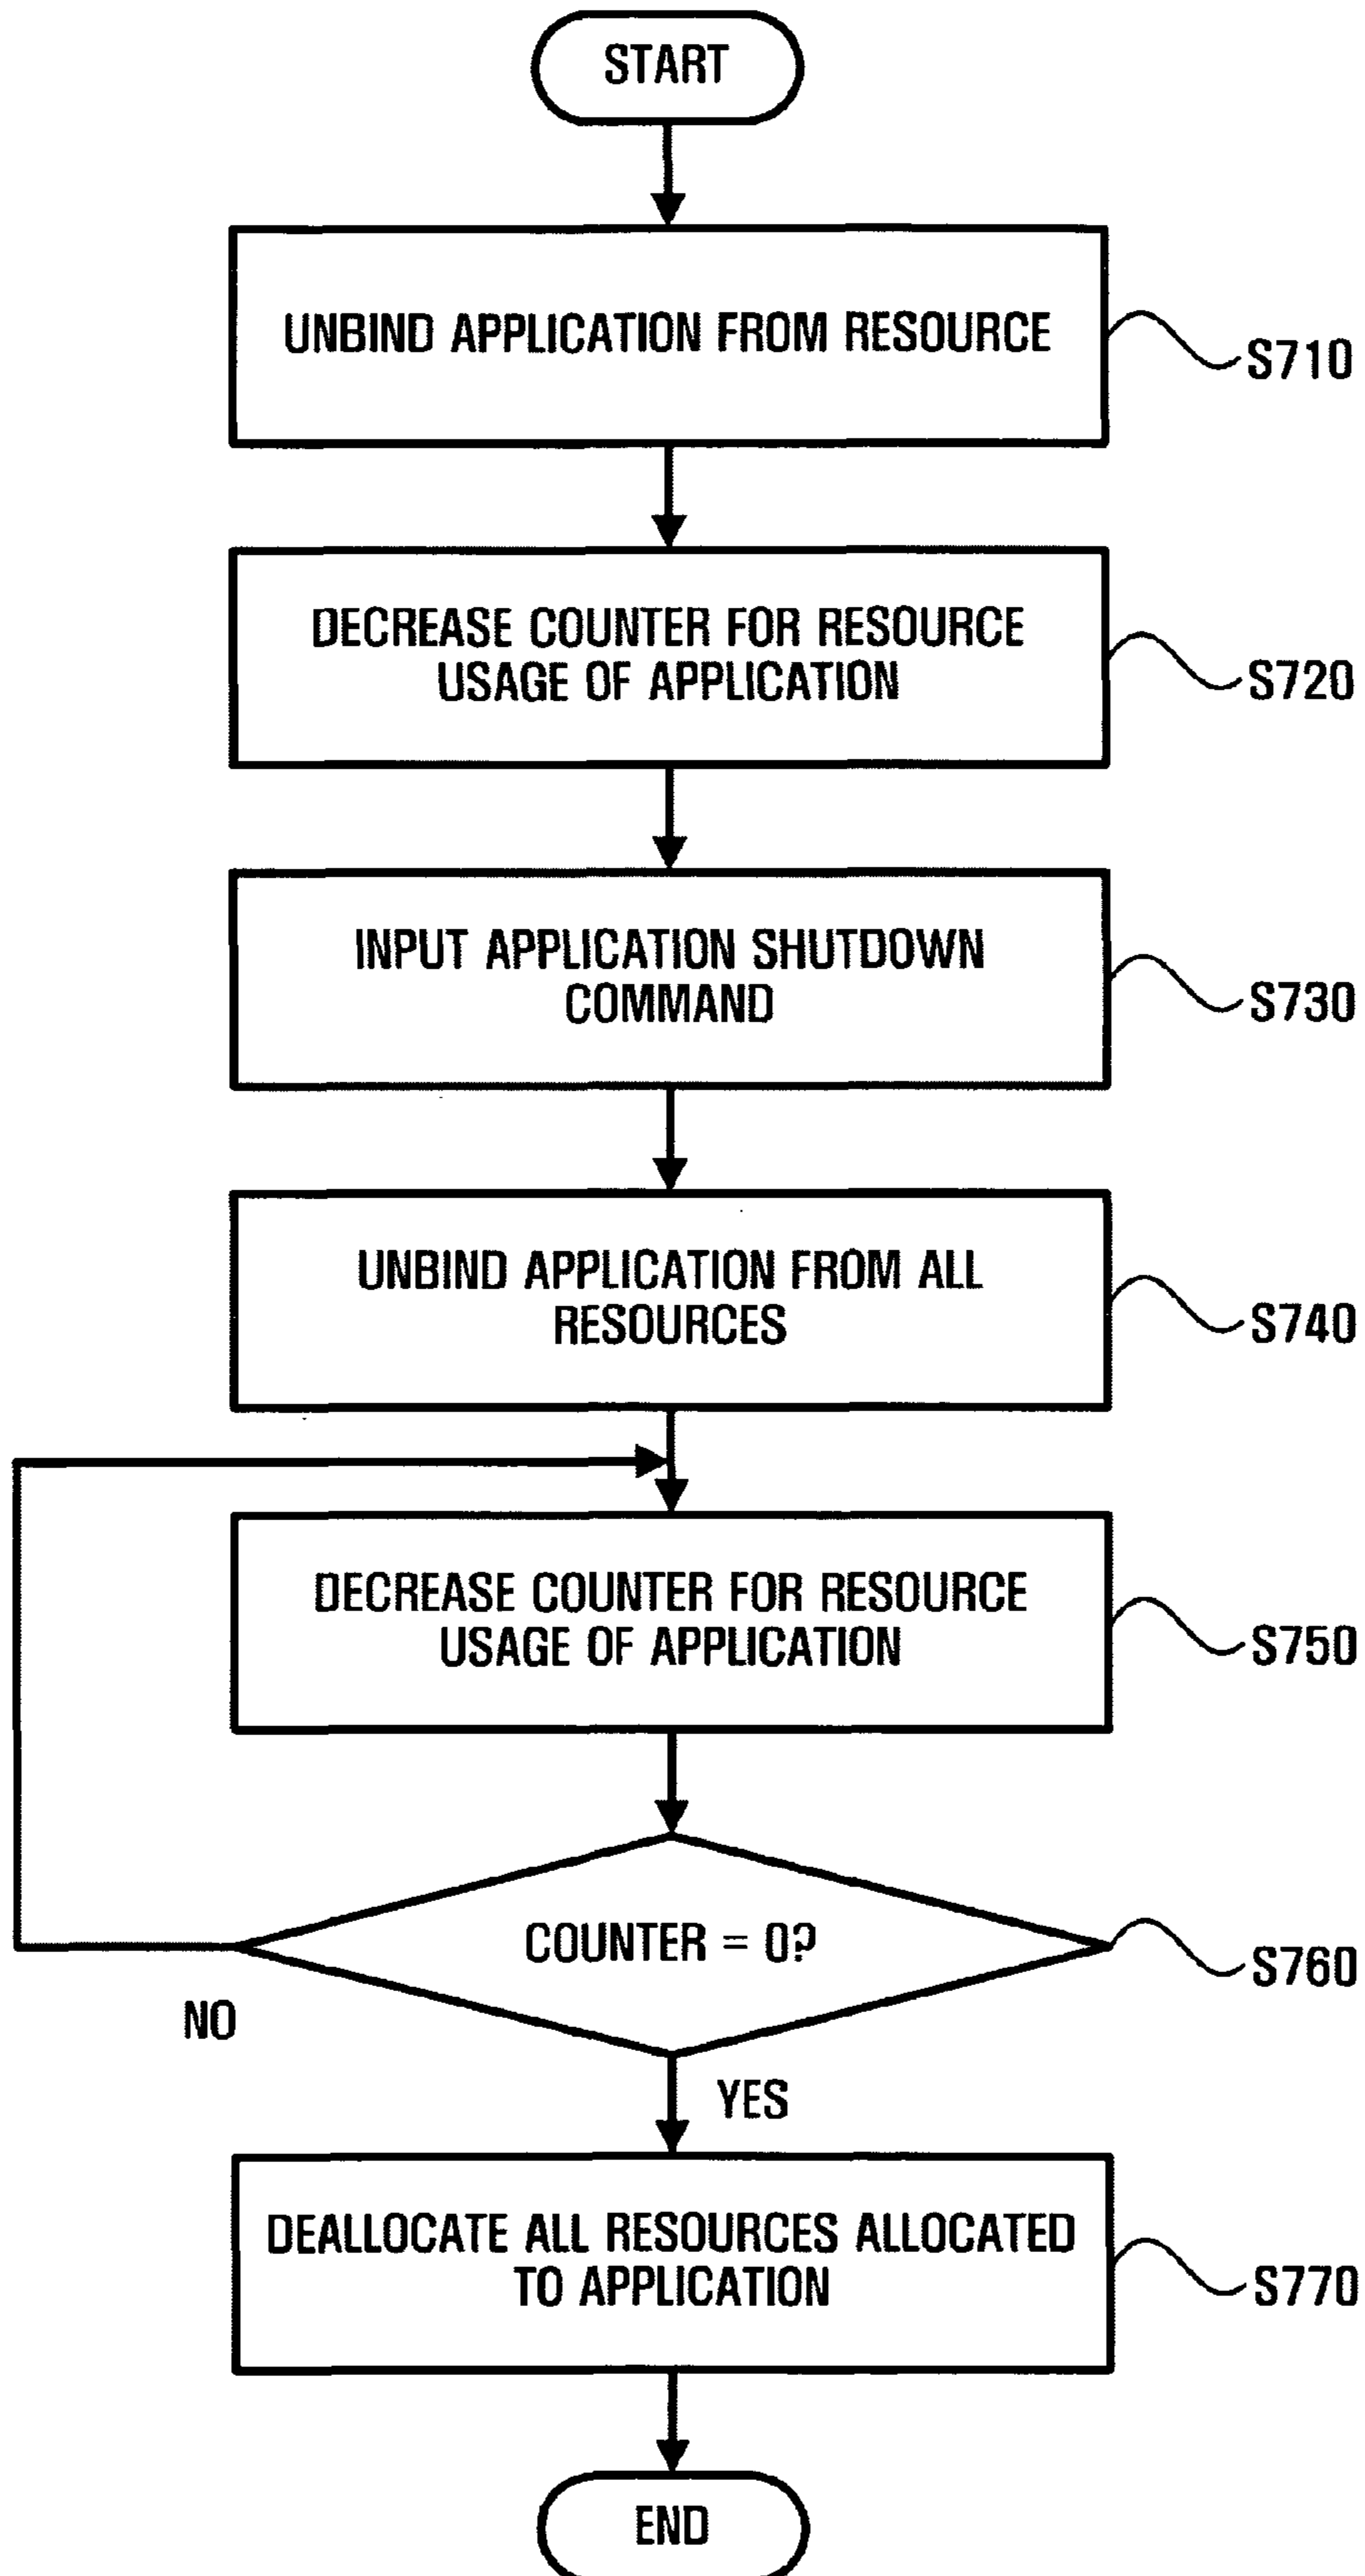 START
UNBIND APPLICATION FROM RESOURCE
S710
DECREASE COUNTER FOR RESOURCE
USAGE OF APPLICATION
S720
INPUT APPLICATION SHUTDOWN
COMMAND
S730
UNBIND APPLICATION FROM ALL
RESOURCES
S740
DECREASE COUNTER FOR RESOURCE
USAGE OF APPLICATION
S750
COUNTER = 0?
S760
NO
YES
DEALLOCATE ALL RESOURCES ALLOCATED
TO APPLICATION
S770
END